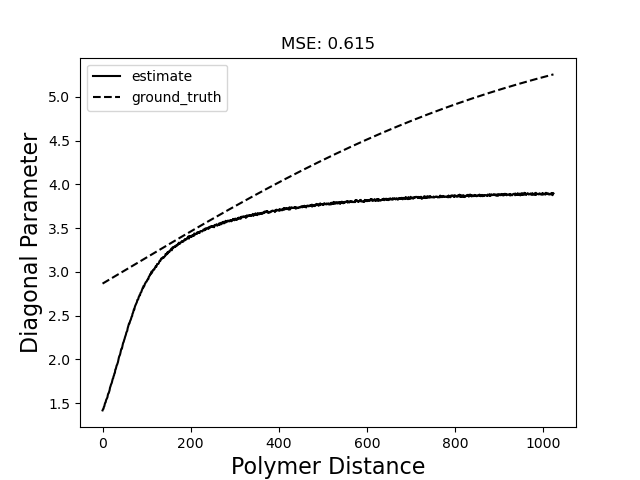 MSE: 0.615
estimate
ground_truth
Diagonal Parameter
5.0
4.5
4.0
3.5
3.0
2.5
2.0
1.5
0 200 400 600 800 1000
Polymer Distance